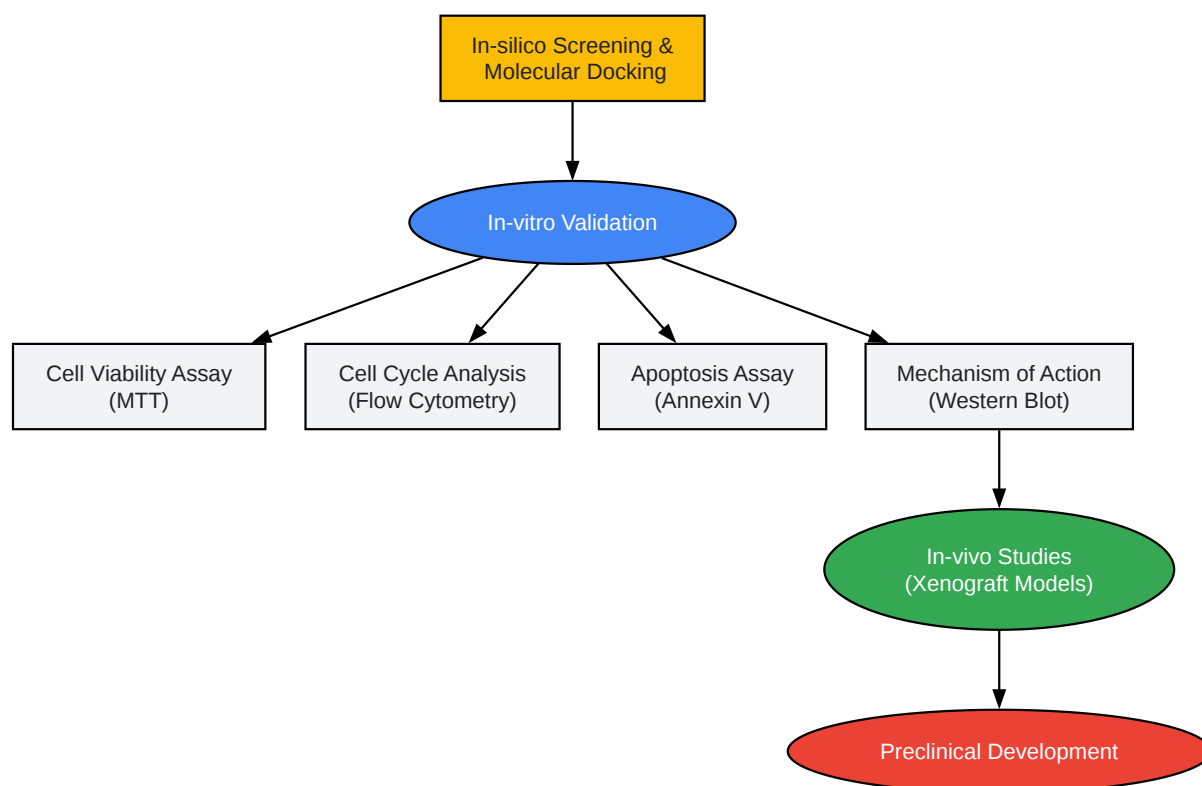 In-silico Screening &
Molecular Docking
In-vitro Validation
Cell Viability Assay
(MTT)
Cell Cycle Analysis
(Flow Cytometry)
Apoptosis Assay
(Annexin V)
Mechanism of Action
(Western Blot)
In-vivo Studies
(Xenograft Models)
Preclinical Development